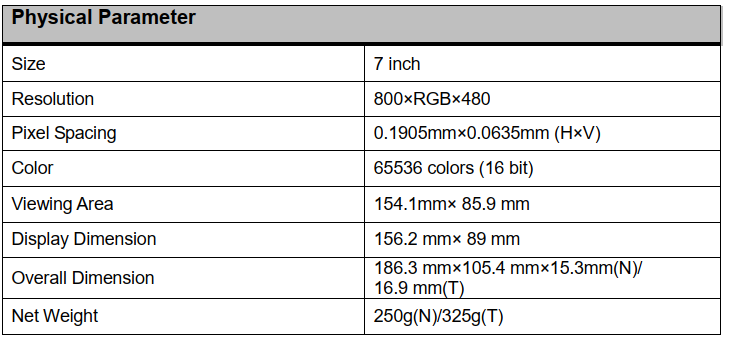 Physical Parameter
Size 7 inch
Resolution 800×RGB×480
Pixel Spacing 0.1905mm×0.0635mm (H×V)
Color 65536 colors (16 bit)
Viewing Area 154.1mm× 85.9 mm
Display Dimension 156.2 mm× 89 mm
Overall Dimension 186.3 mm×105.4 mm×15.3mm(N)/
16.9 mm(T)
Net Weight 250g(N)/325g(T)